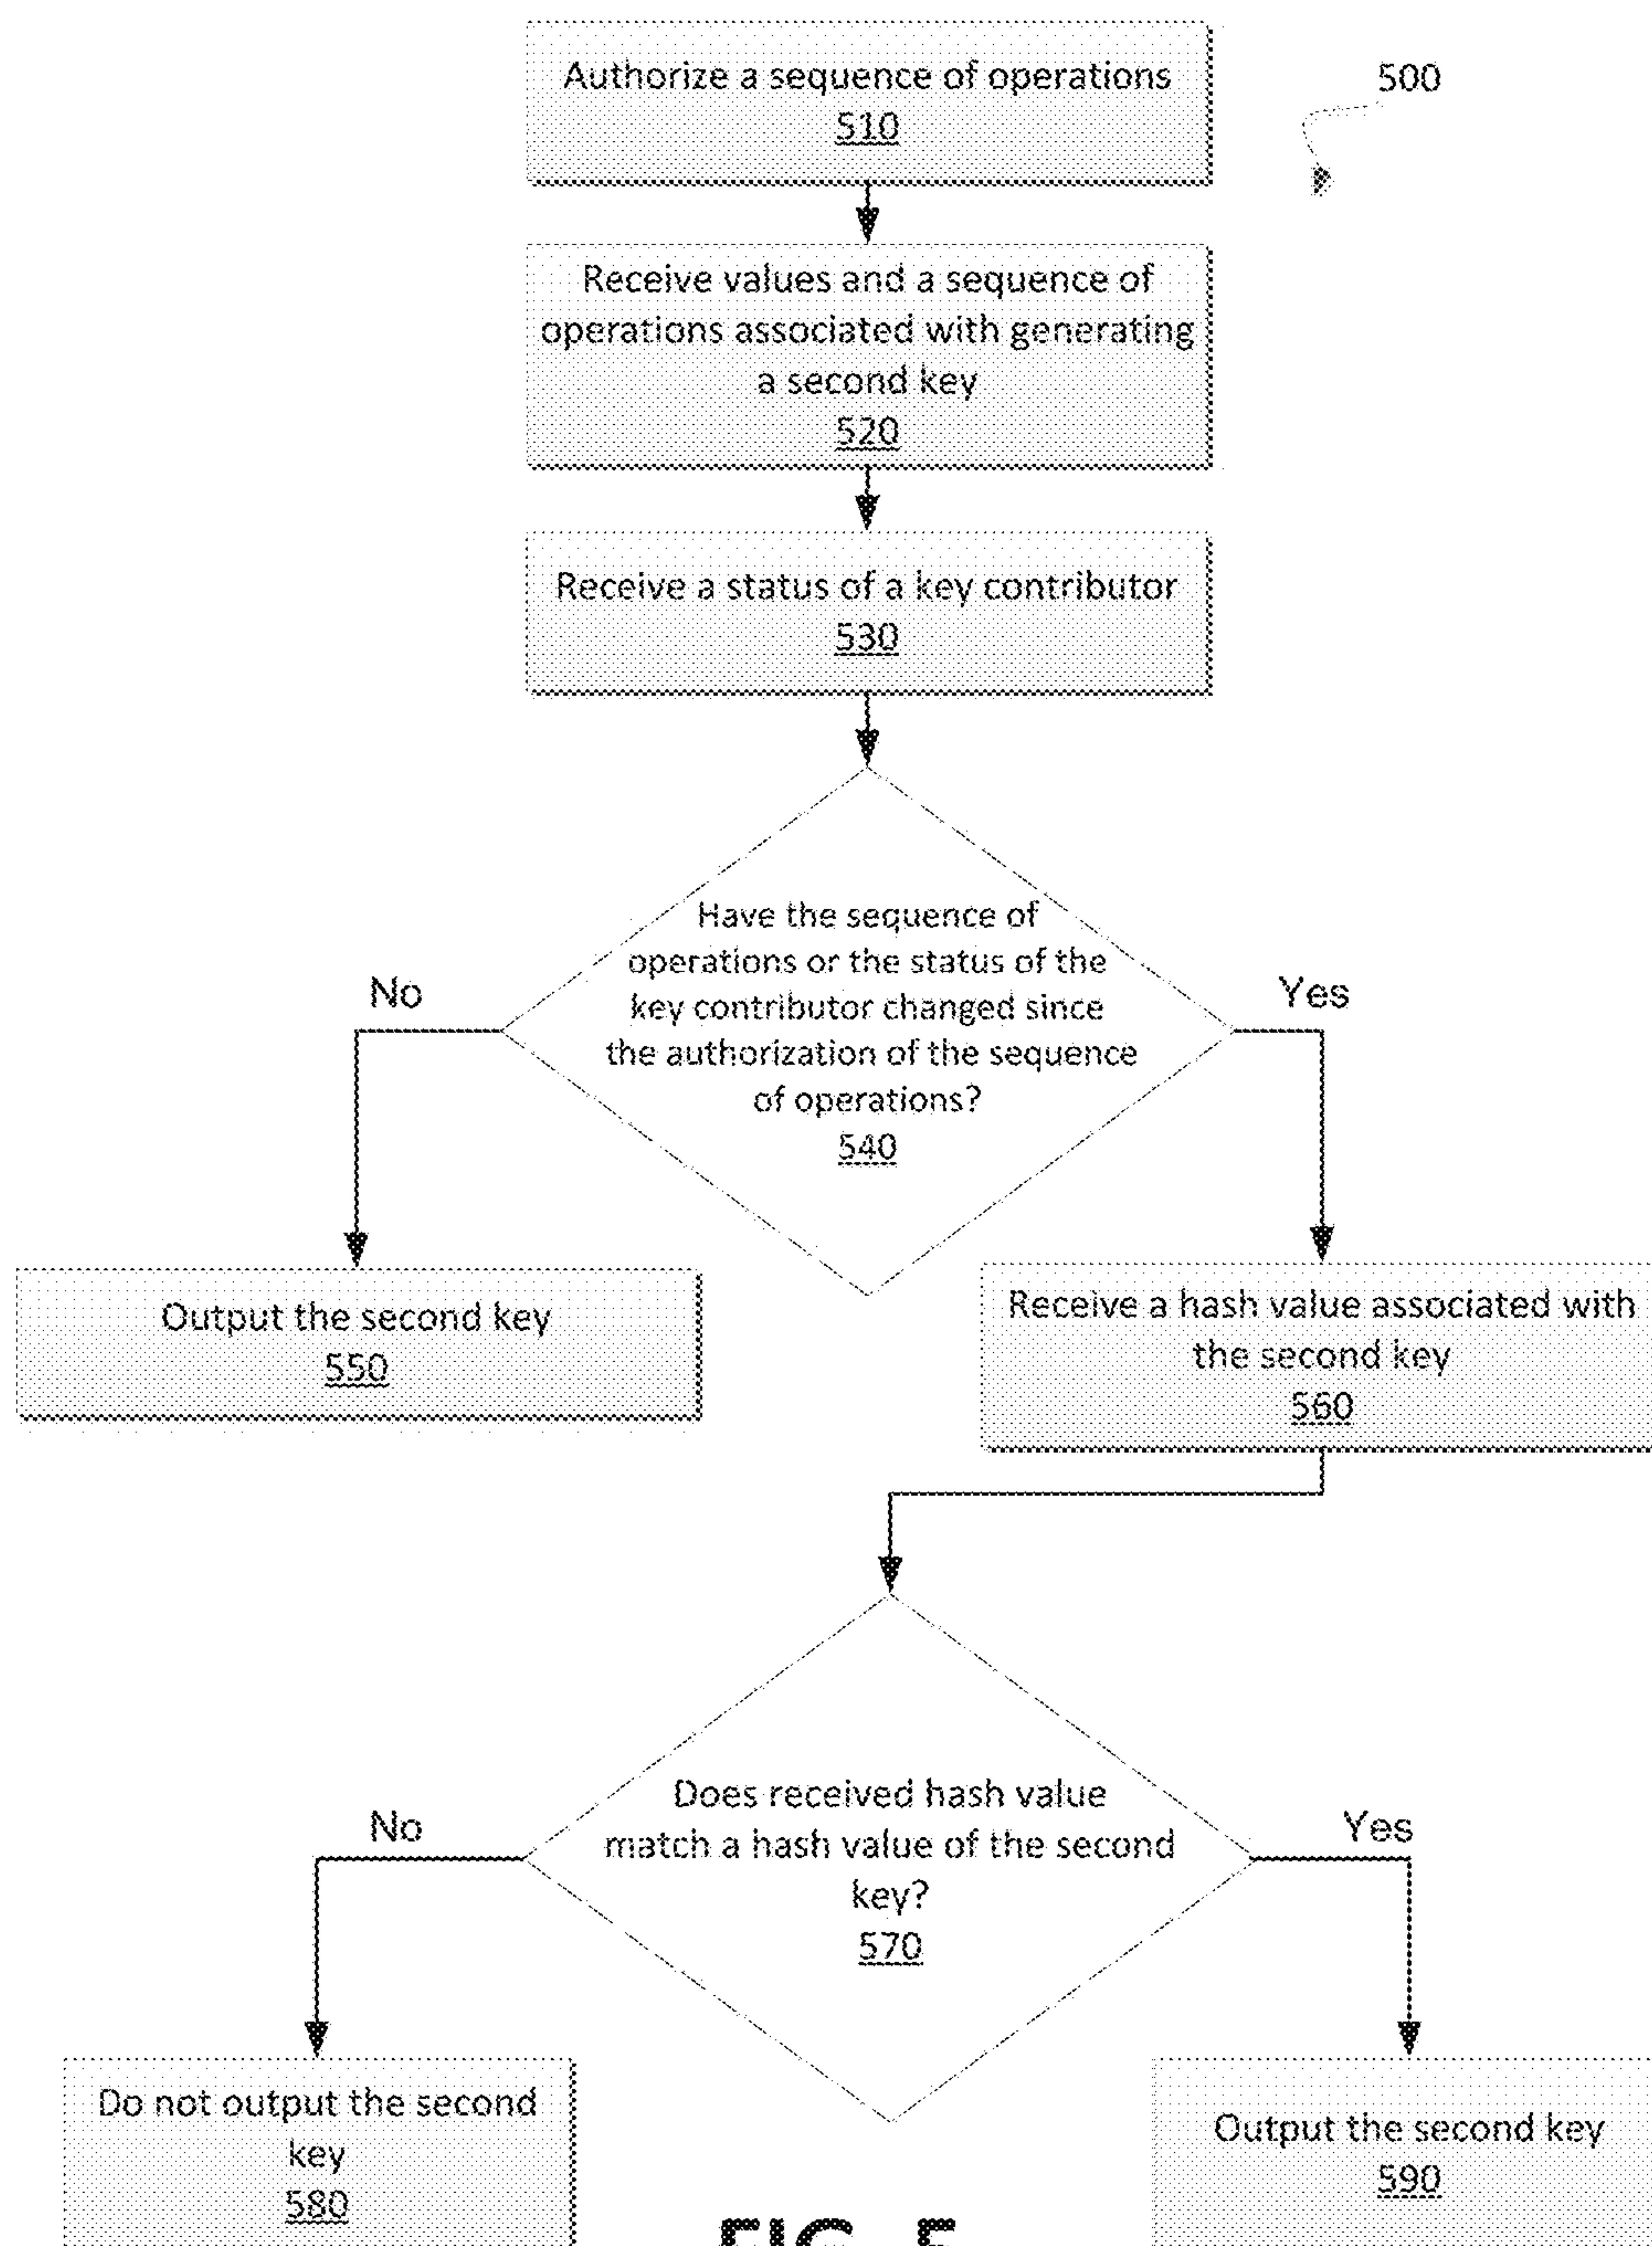 Authorize a sequence of operations
510
500
Receive values and a sequence of
operations associated with generating
a second key
520
Receive a status of a key contributor
530
Have the sequence of
operations or the status of the
key contributor changed since
the authorization of the sequence
of operations?
540
No
Yes
Output the second key
550
Receive a hash value associated with
the second key
560
Does received hash value
match a hash value of the second
key?
570
No
Yes
Do not output the second
key
580
Output the second key
590
FIG. 5